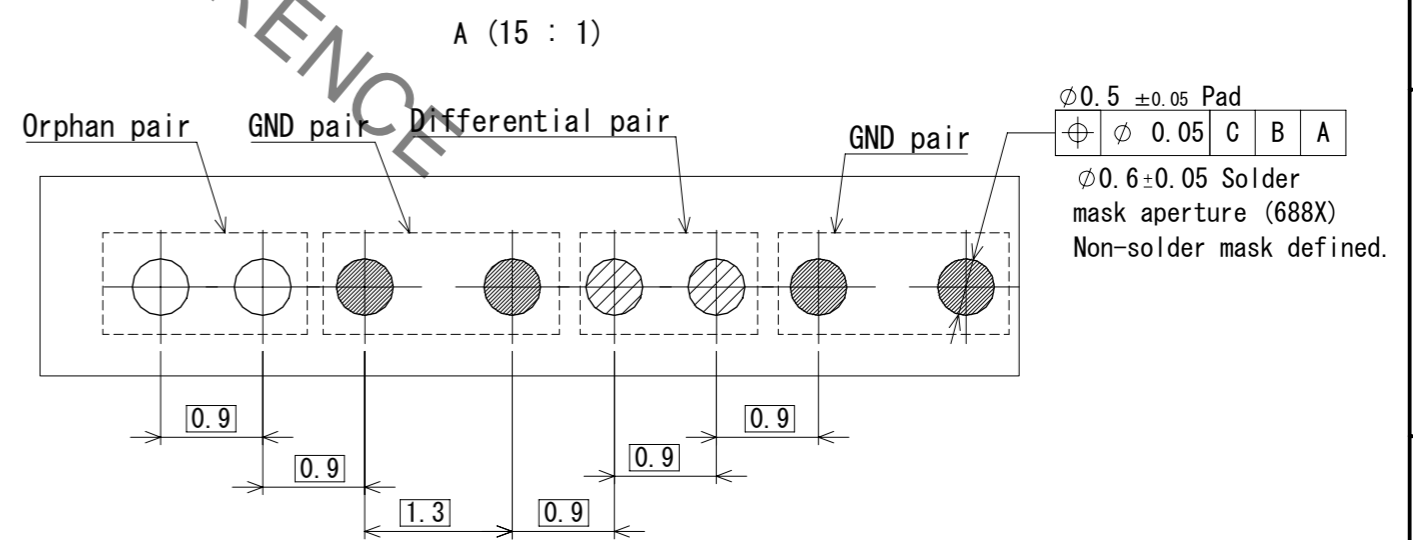 RENCE
A (15 : 1)
∅0.5 ±0.05 Pad
Orphan pair GND pair Differential pair GND pair
⌖ ∅ 0.05 C B A
∅0.6±0.05 Solder
mask aperture (688X)
Non-solder mask defined.
0.9 0.9
0.9 0.9
1.3 0.9